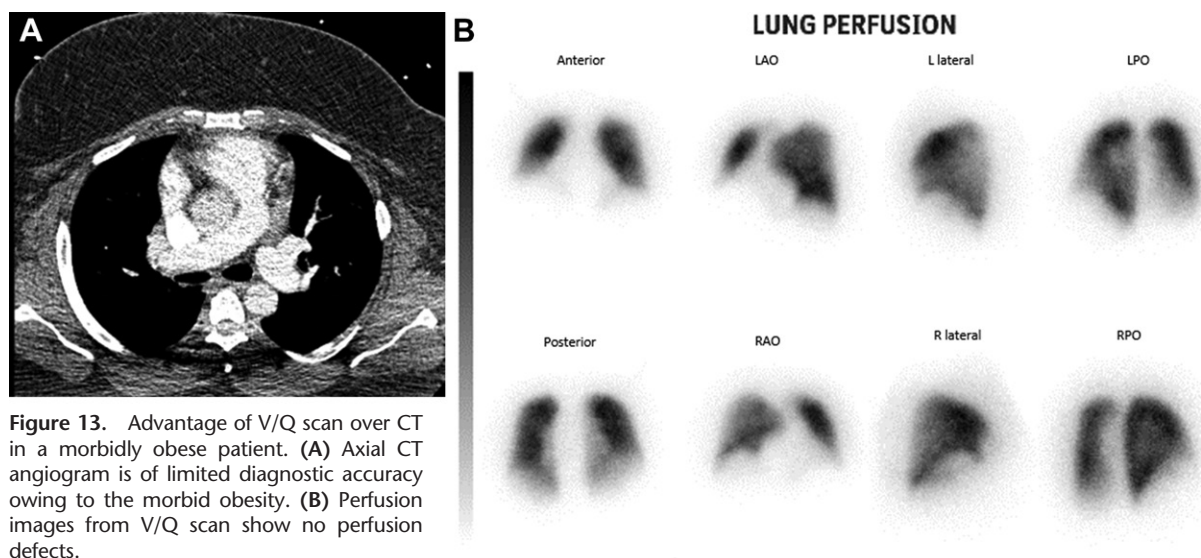 A
B
LUNG PERFUSION
Anterior
LAO
L lateral
LPO
Posterior
RAO
R lateral
RPO
Figure 13. Advantage of V/Q scan over CT
in a morbidly obese patient. (A) Axial CT
angiogram is of limited diagnostic accuracy
owing to the morbid obesity. (B) Perfusion
images from V/Q scan show no perfusion
defects.